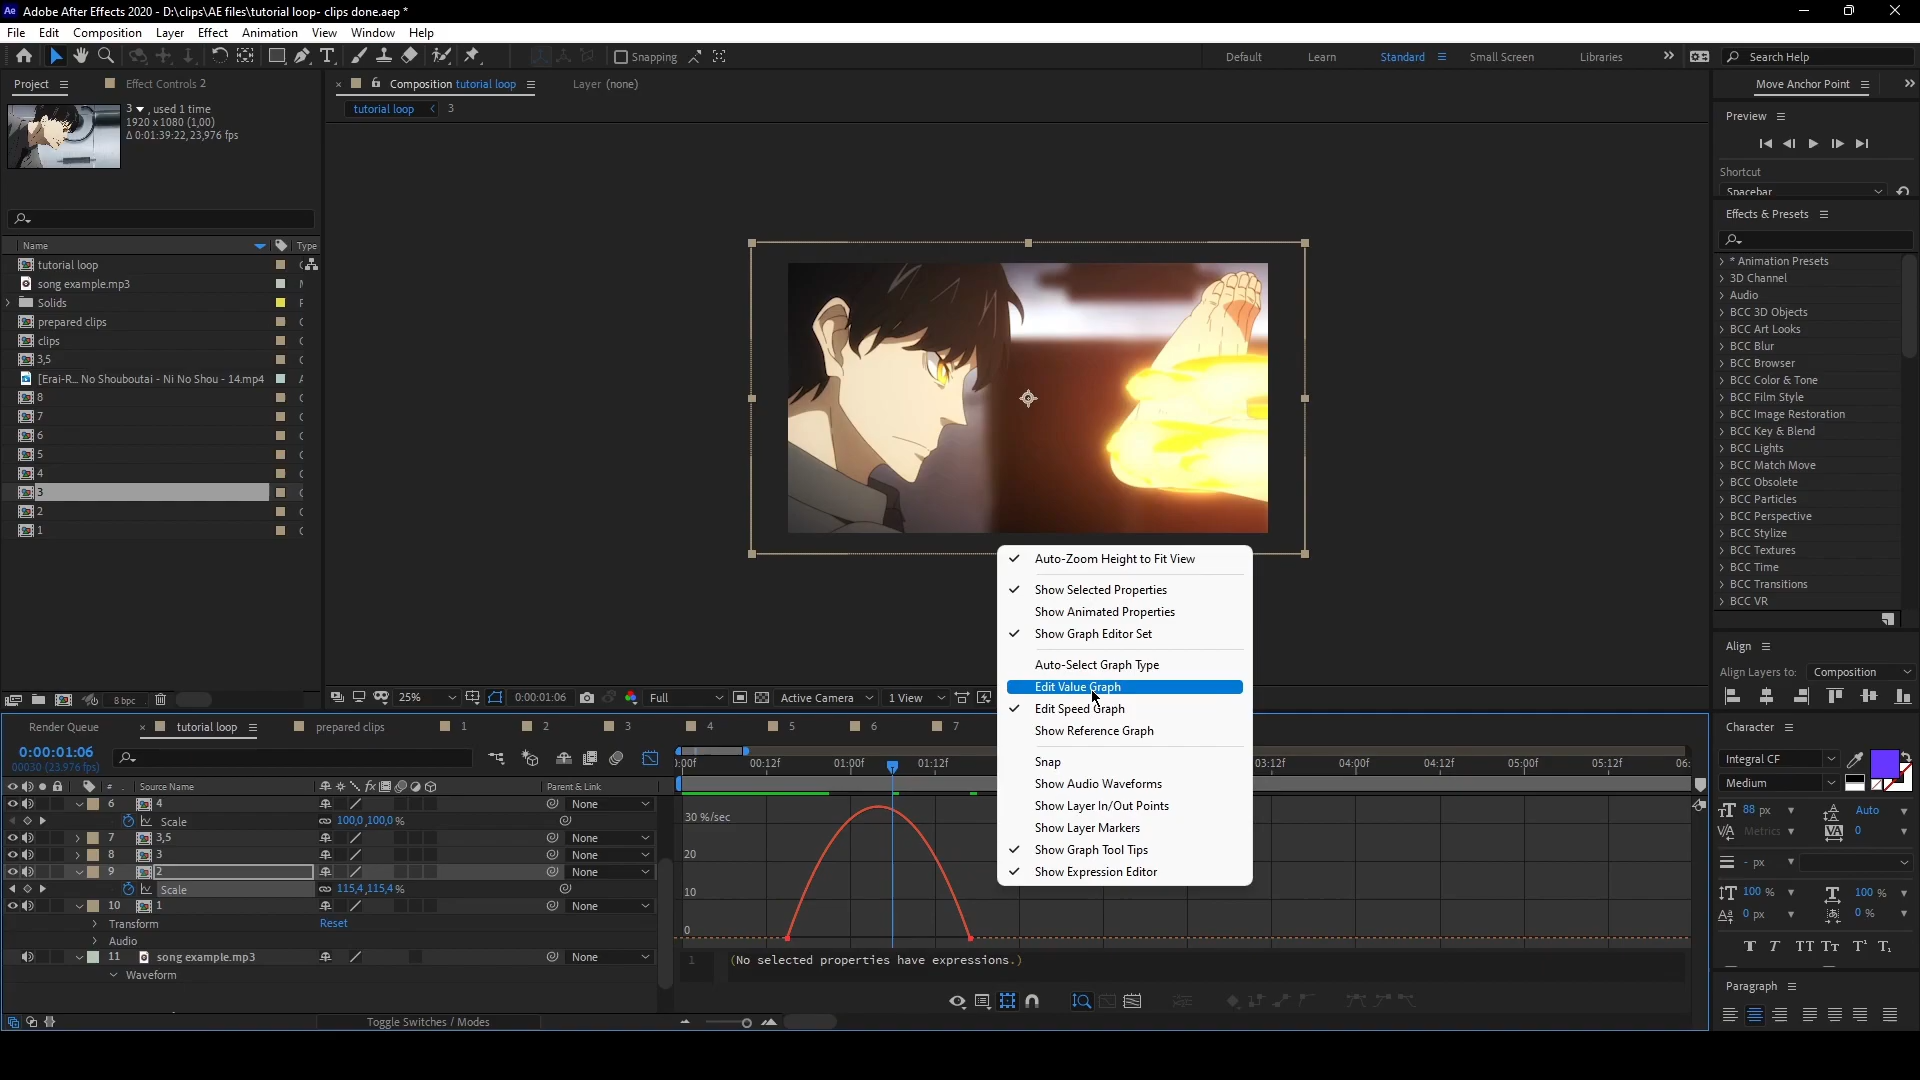 Ae Adobe After Effects 2020 - D:\clips\AE files\tutorial loop- clips done.aep *
File Edit Composition Layer Effect Animation View Window Help
Snapping
Default Learn Standard Small Screen Libraries
Search Help
Project
Effect Controls 2
3 , used 1 time
1920 x 1080 (1,00)
Δ 0:01:39:22, 23,976 fps
Name Type
tutorial loop
song example.mp3
Solids
prepared clips
clips
3,5
[Erai-R... No Shouboutai - Ni No Shou - 14.mp4
8
7
6
5
4
3
2
1
8 bpc
Composition tutorial loop
Layer (none)
tutorial loop
3
25%
0:00:01:06
Full
Active Camera
1 View
Auto-Zoom Height to Fit View
Show Selected Properties
Show Animated Properties
Show Graph Editor Set
Auto-Select Graph Type
Edit Value Graph
Edit Speed Graph
Show Reference Graph
Snap
Show Audio Waveforms
Show Layer In/Out Points
Show Layer Markers
Show Graph Tool Tips
Show Expression Editor
Move Anchor Point
Preview
Shortcut
Spacebar
Effects & Presets
* Animation Presets
3D Channel
Audio
BCC 3D Objects
BCC Art Looks
BCC Blur
BCC Browser
BCC Color & Tone
BCC Film Style
BCC Image Restoration
BCC Key & Blend
BCC Lights
BCC Match Move
BCC Obsolete
BCC Particles
BCC Perspective
BCC Stylize
BCC Textures
BCC Time
BCC Transitions
BCC VR
Align
Align Layers to: Composition
Character
Integral CF
Medium
88 px Auto
Metrics 0
- px
100 % 100 %
0 px 0 %
T T TT Tт T¹ T₁
Paragraph
Render Queue
tutorial loop
prepared clips
1
2
3
4
5
6
7
0:00:01:06
00030 (23.976 fps)
# Source Name Parent & Link
6 4 None
Scale 100,0,100,0 %
7 3,5 None
8 3 None
9 2 None
Scale 115,4,115,4 %
10 1 None
Transform Reset
Audio
11 song example.mp3 None
Waveform
Toggle Switches / Modes
:00f 00:12f 01:00f 01:12f 03:12f 04:00f 04:12f 05:00f 05:12f 06:
30 %/sec
20
10
0
1 (No selected properties have expressions.)